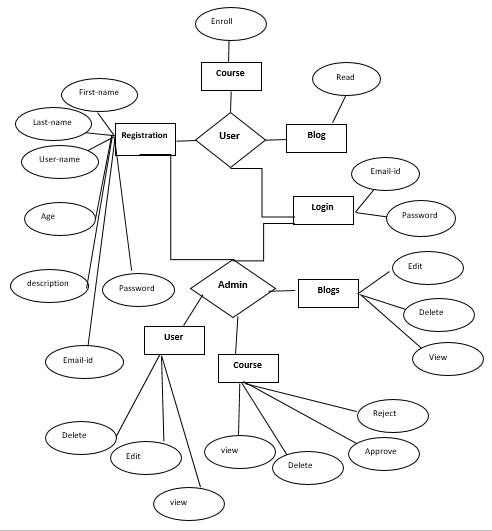 Enroll
Course
Read
First-name
Last-name
Registration
User
Blog
User-name
Email-id
Age
Login
Password
Edit
description
Password
Admin
Blogs
Delete
User
View
Email-id
Course
Reject
Delete
Edit
view
Approve
Delete
view